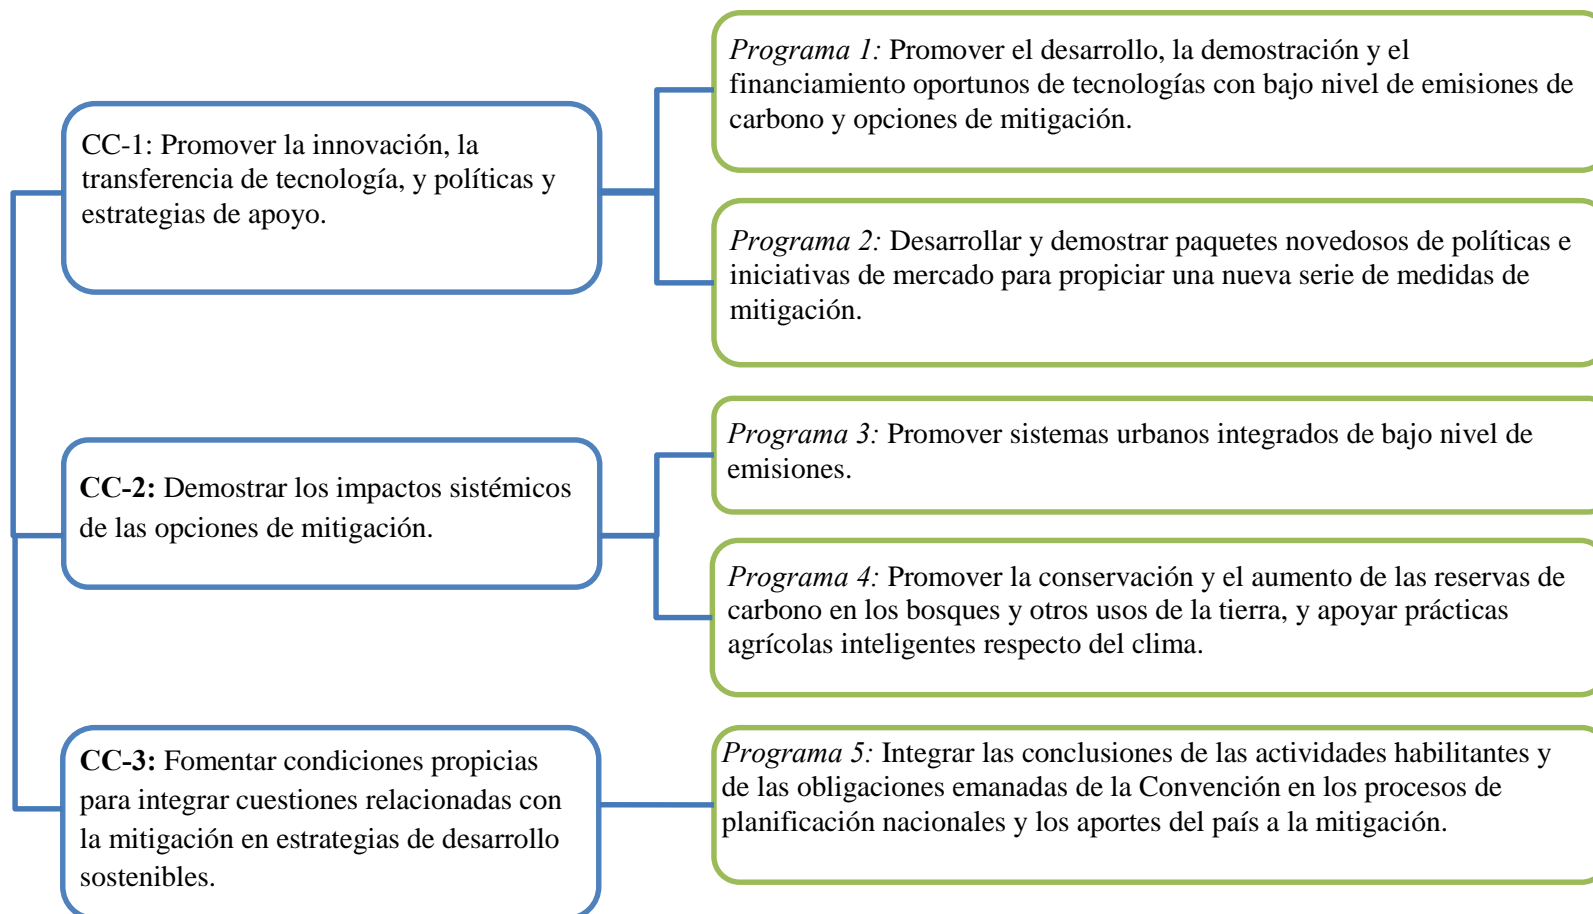 CC-1: Promover la innovación, la
transferencia de tecnología, y políticas y
estrategias de apoyo.
Programa 1: Promover el desarrollo, la demostración y el
financiamiento oportunos de tecnologías con bajo nivel de emisiones de
carbono y opciones de mitigación.
Programa 2: Desarrollar y demostrar paquetes novedosos de políticas e
iniciativas de mercado para propiciar una nueva serie de medidas de
mitigación.
CC-2: Demostrar los impactos sistémicos
de las opciones de mitigación.
Programa 3: Promover sistemas urbanos integrados de bajo nivel de
emisiones.
Programa 4: Promover la conservación y el aumento de las reservas de
carbono en los bosques y otros usos de la tierra, y apoyar prácticas
agrícolas inteligentes respecto del clima.
CC-3: Fomentar condiciones propicias
para integrar cuestiones relacionadas con
la mitigación en estrategias de desarrollo
sostenibles.
Programa 5: Integrar las conclusiones de las actividades habilitantes y
de las obligaciones emanadas de la Convención en los procesos de
planificación nacionales y los aportes del país a la mitigación.